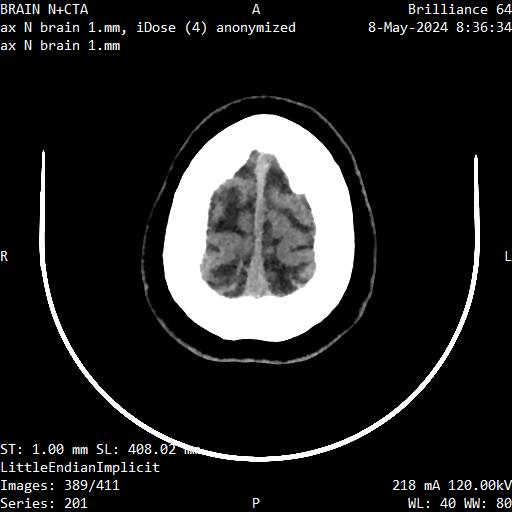 BRAIN N+CTA
A
Brilliance 64
ax N brain 1.mm, iDose (4) anonymized
8-May-2024 8:36:34
ax N brain 1.mm
R
L
ST: 1.00 mm SL: 408.02 mm
LittleEndianImplicit
Images: 389/411
218 mA 120.00kV
Series: 201
P
WL: 40 WW: 80